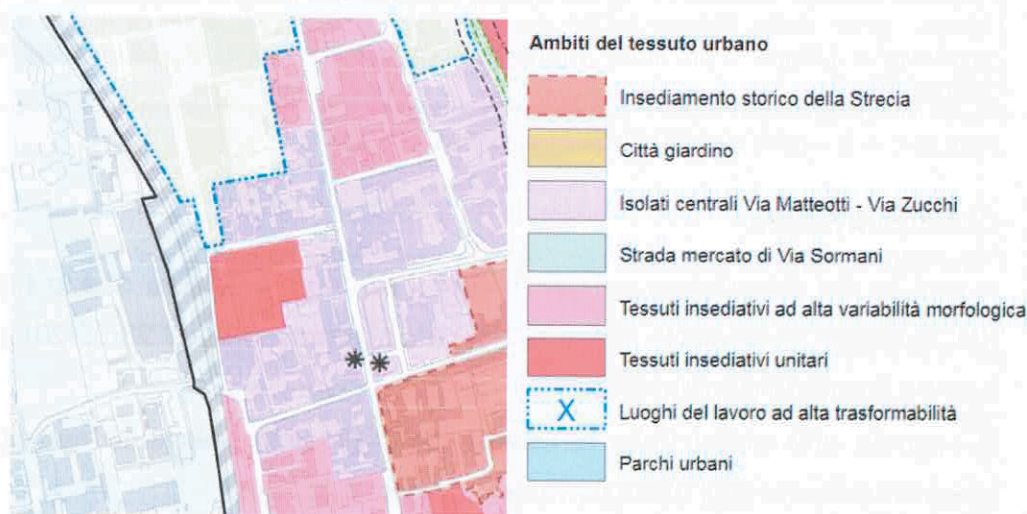 Ambiti del tessuto urbano
Insediamento storico della Strecia
Città giardino
Isolati centrali Via Matteotti - Via Zucchi
Strada mercato di Via Sormani
Tessuti insediativi ad alta variabilità morfologica
Tessuti insediativi unitari
X Luoghi del lavoro ad alta trasformabilità
Parchi urbani